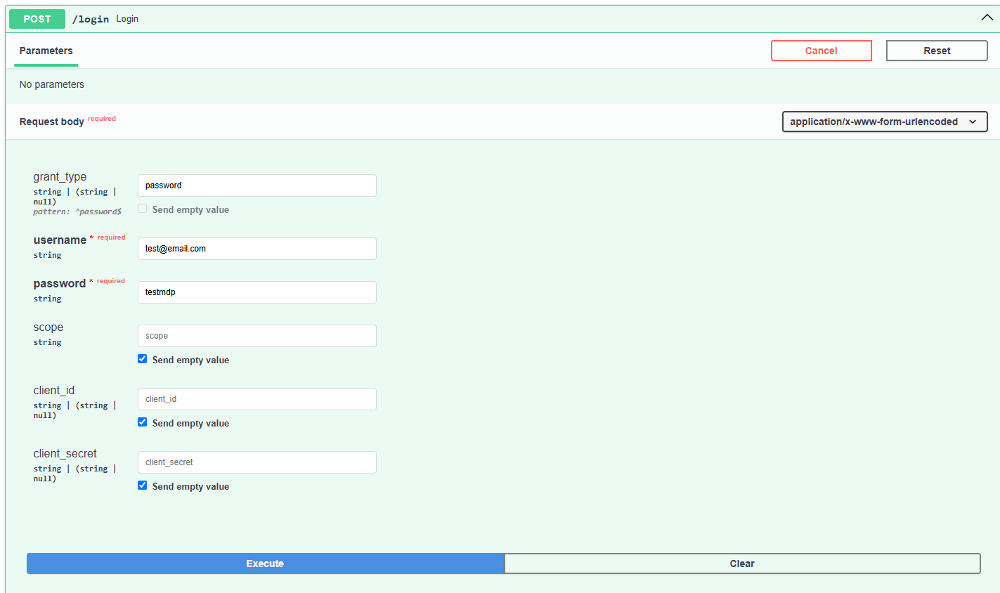 POST /login Login
Parameters Cancel Reset
No parameters
Request body required application/x-www-form-urlencoded
grant_type
string | (string |
null)
pattern: ^password$
password
Send empty value
username * required
string
test@email.com
password * required
string
testmdp
scope
string
scope
Send empty value
client_id
string | (string |
null)
client_id
Send empty value
client_secret
string | (string |
null)
client_secret
Send empty value
Execute Clear